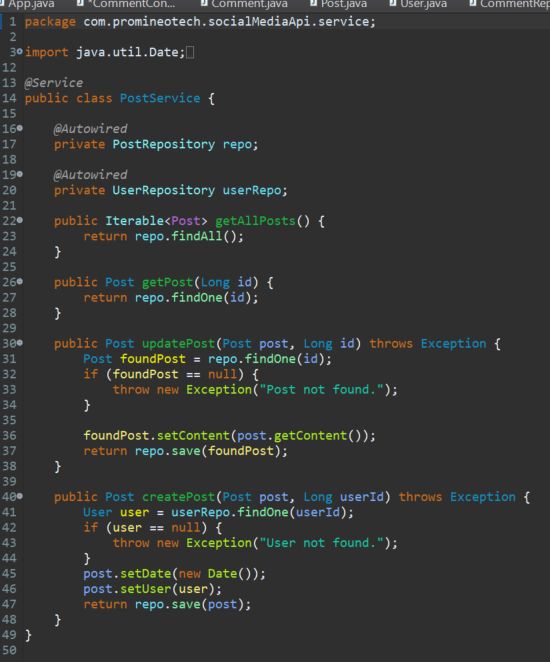 App.java *CommentCon... Comment.java Post.java User.java CommentRep
1 package com.promineotech.socialMediaApi.service;
2
3 import java.util.Date;
12
13 @Service
14 public class PostService {
15
16 @Autowired
17 private PostRepository repo;
18
19 @Autowired
20 private UserRepository userRepo;
21
22 public Iterable<Post> getAllPosts() {
23 return repo.findAll();
24 }
25
26 public Post getPost(Long id) {
27 return repo.findOne(id);
28 }
29
30 public Post updatePost(Post post, Long id) throws Exception {
31 Post foundPost = repo.findOne(id);
32 if (foundPost == null) {
33 throw new Exception("Post not found.");
34 }
35
36 foundPost.setContent(post.getContent());
37 return repo.save(foundPost);
38 }
39
40 public Post createPost(Post post, Long userId) throws Exception {
41 User user = userRepo.findOne(userId);
42 if (user == null) {
43 throw new Exception("User not found.");
44 }
45 post.setDate(new Date());
46 post.setUser(user);
47 return repo.save(post);
48 }
49 }
50